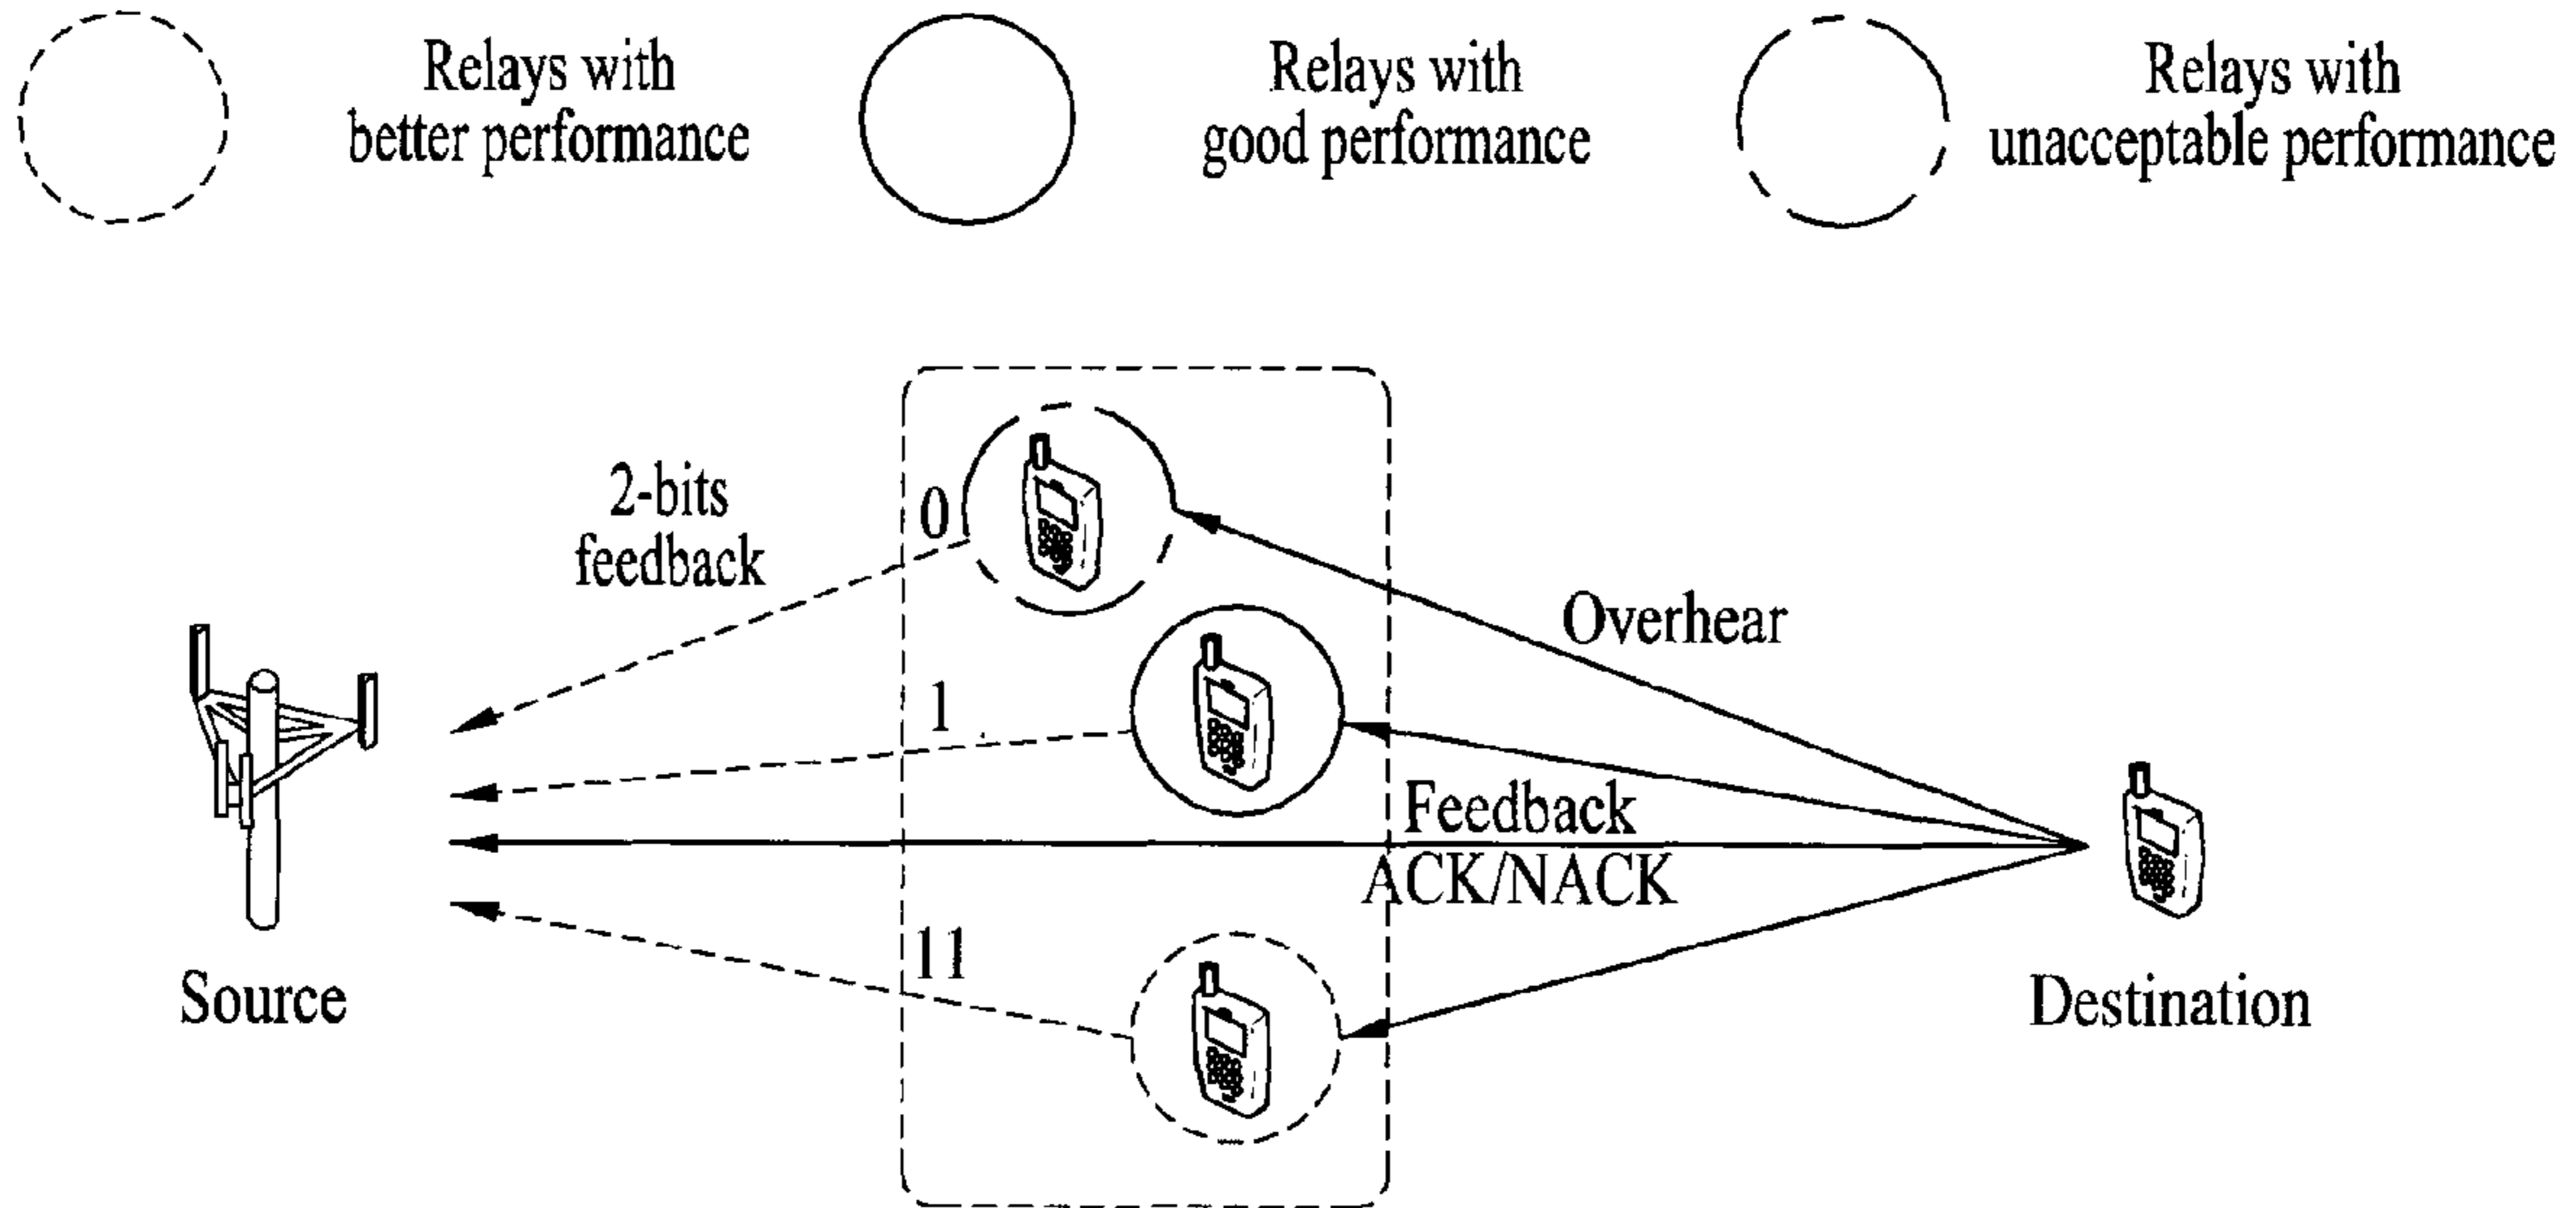 Relays with
better performance
Relays with
good performance
Relays with
unacceptable performance
2-bits
feedback
0
1
11
Overhear
Feedback
ACK/NACK
Source
Destination